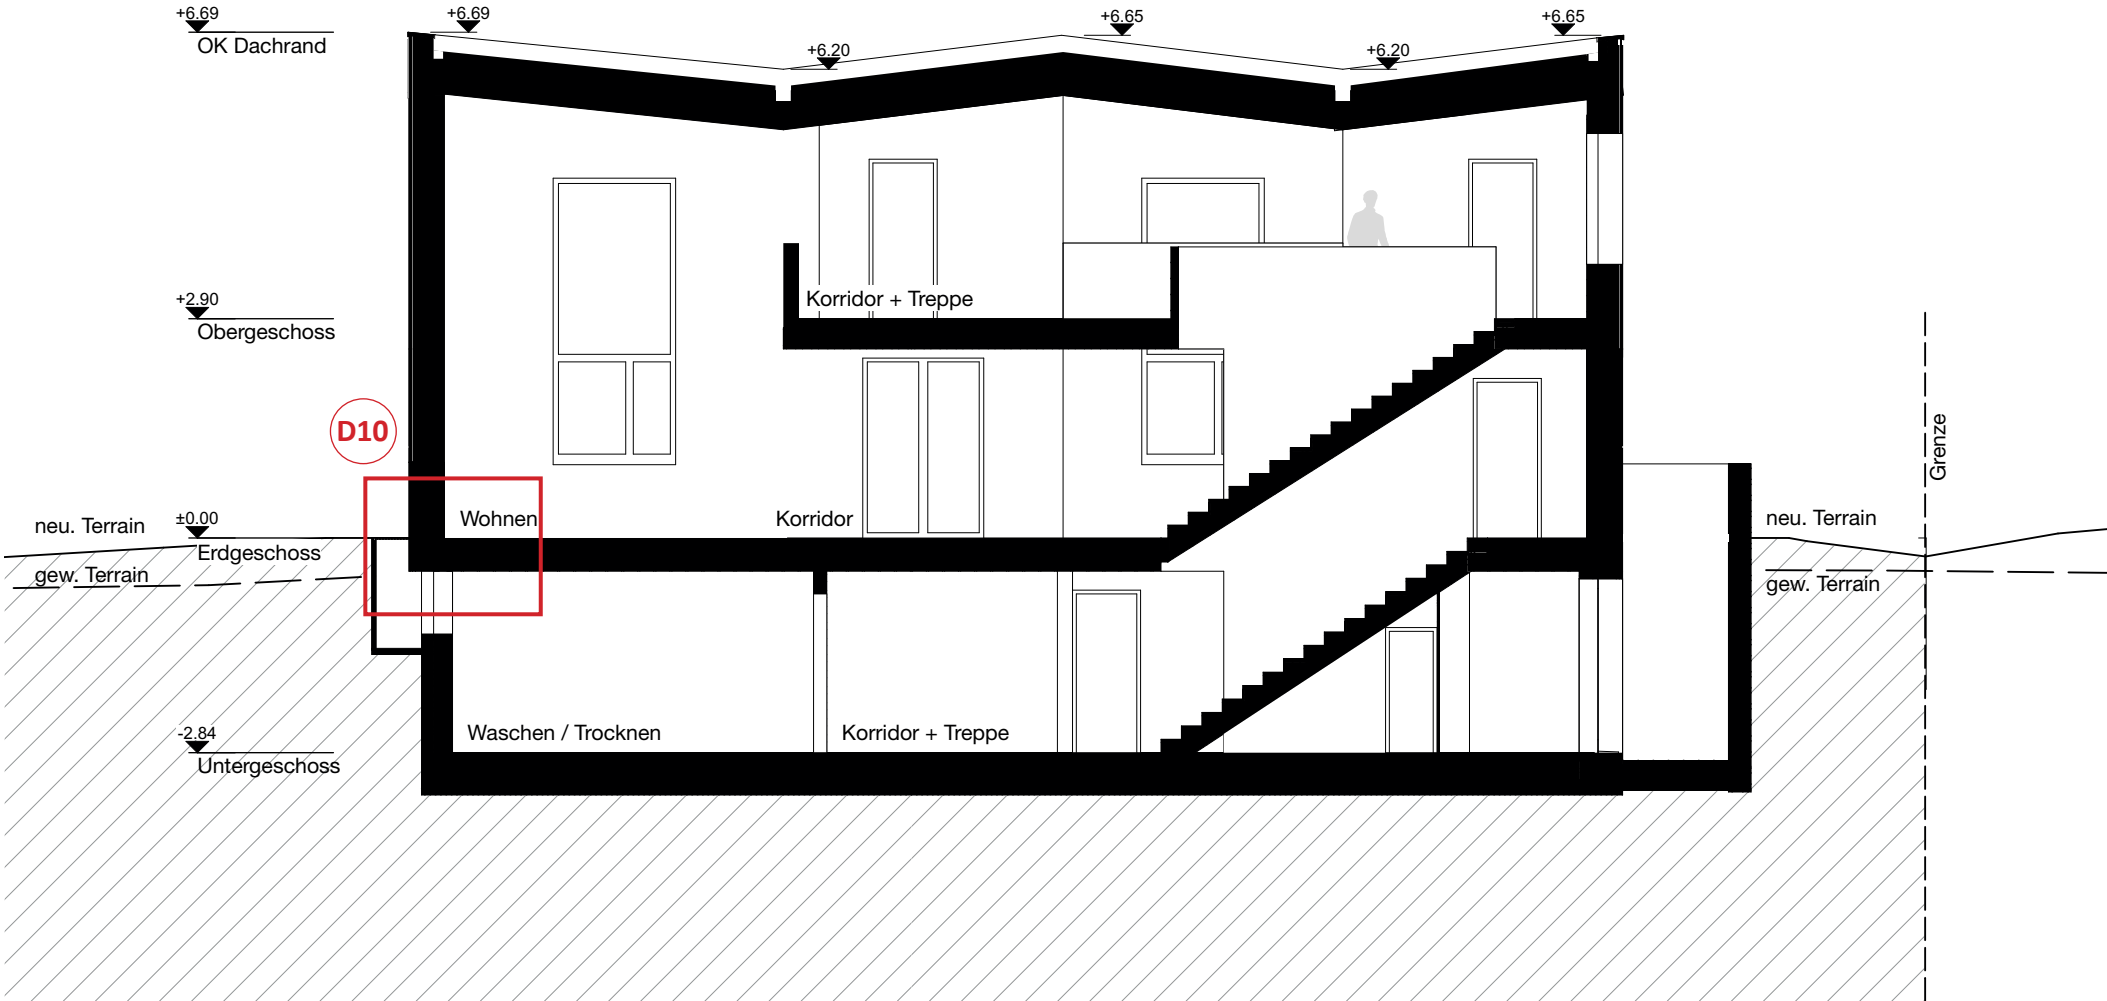 +6.69
OK Dachrand
+6.69
+6.20
+6.65
+6.20
+6.65
+2.90
Obergeschoss
Korridor + Treppe
D10
Grenze
neu. Terrain
±0.00
Erdgeschoss
gew. Terrain
Wohnen
Korridor
neu. Terrain
gew. Terrain
-2.84
Untergeschoss
Waschen / Trocknen
Korridor + Treppe